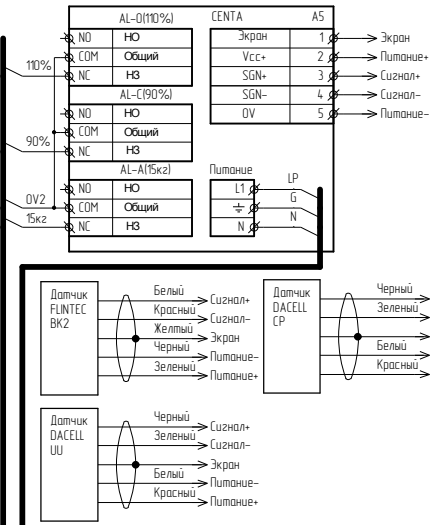 AL-O(110%) CENTA A5
NO НО Экран 1 Экран
COM Общий Vcc+ 2 Питание+
110% NC НЗ SGN+ 3 Сигнал+
AL-C(90%) SGN- 4 Сигнал-
NO НО 0V 5 Питание-
COM Общий
90% NC НЗ
AL-A(15кг) Питание
NO НО L1 LP
0V2 COM Общий G
15кг NC НЗ N N
Датчик FLINTEC BK2
Белый Сигнал+
Красный Сигнал-
Желтый Экран
Черный Питание-
Зеленый Питание+
Датчик DACELL CP
Черный
Зеленый
Белый
Красный
Датчик DACELL UU
Черный Сигнал+
Зеленый Сигнал-
Экран
Белый Питание-
Красный Питание+